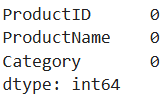 ProductID      0
ProductName    0
Category       0
dtype: int64